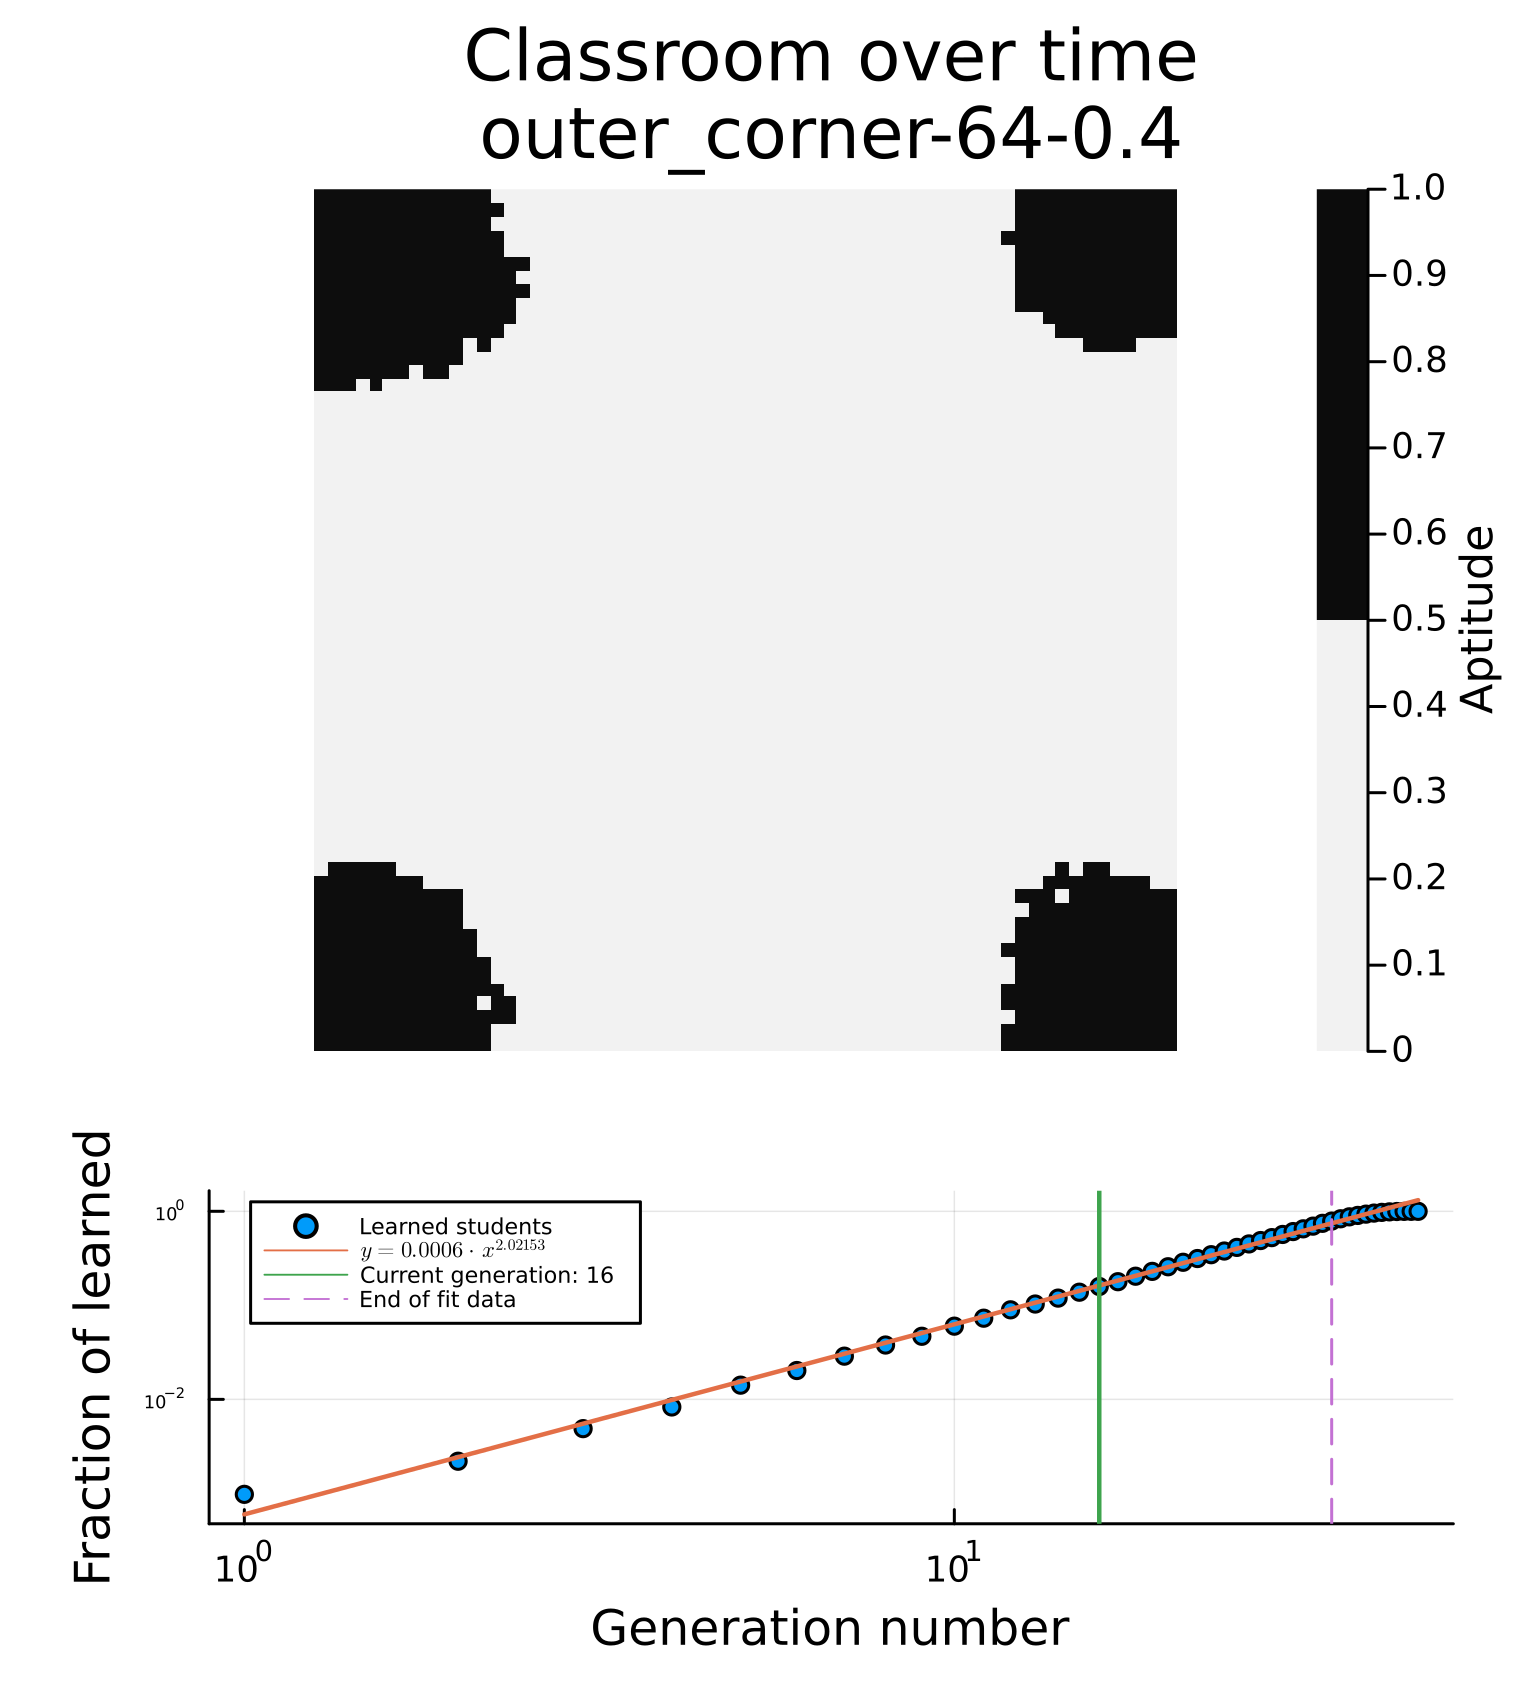 Classroom over time
outer_corner-64-0.4
1.0
0.9
0.8
0.7
0.6
0.5
0.4
0.3
0.2
0.1
0
Aptitude
Fraction of learned
10^0
10^−2
Learned students
y = 0.0006 · x^2.02153
Current generation: 16
End of fit data
10^0
10^1
Generation number